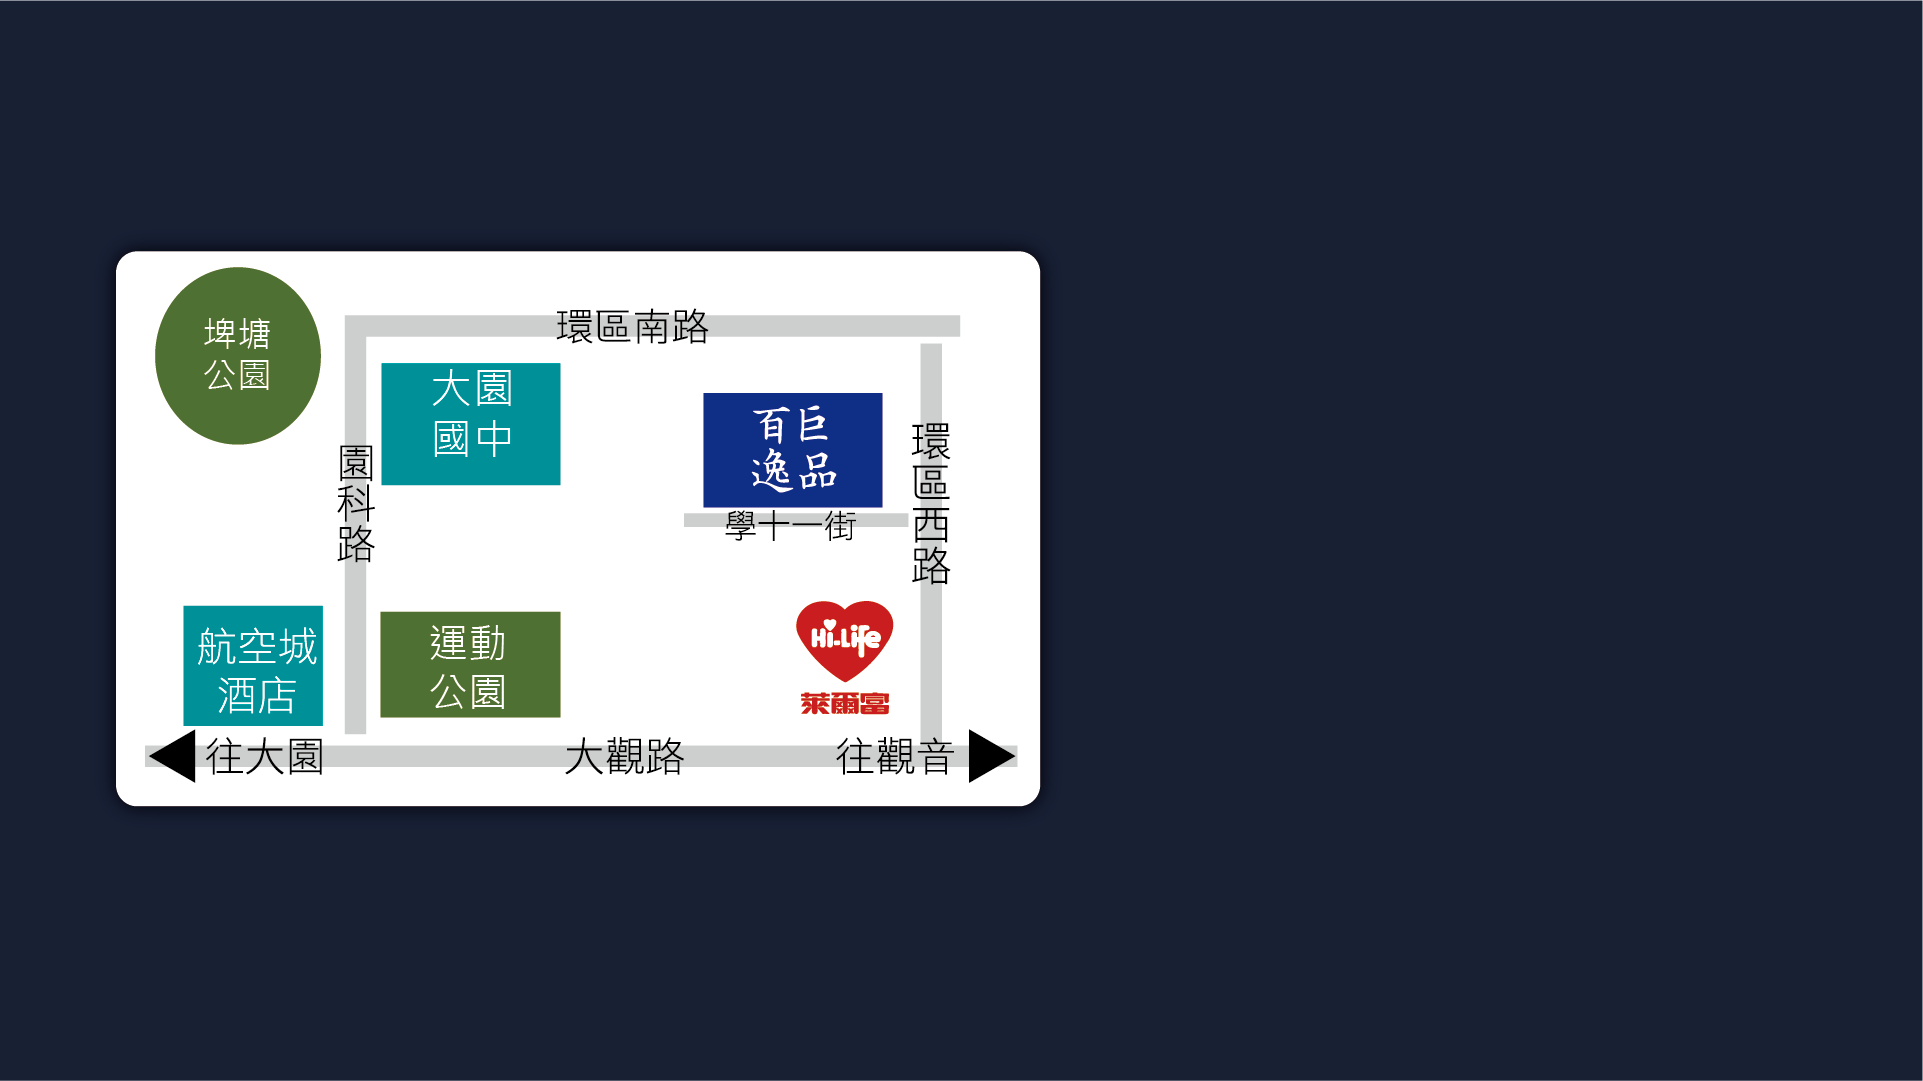 埤塘
公園
環區南路
大園
國中
百巨
逸品
學十一街
園科路
環區西路
航空城
酒店
運動
公園
Hi-Life
萊爾富
往大園
大觀路
往觀音